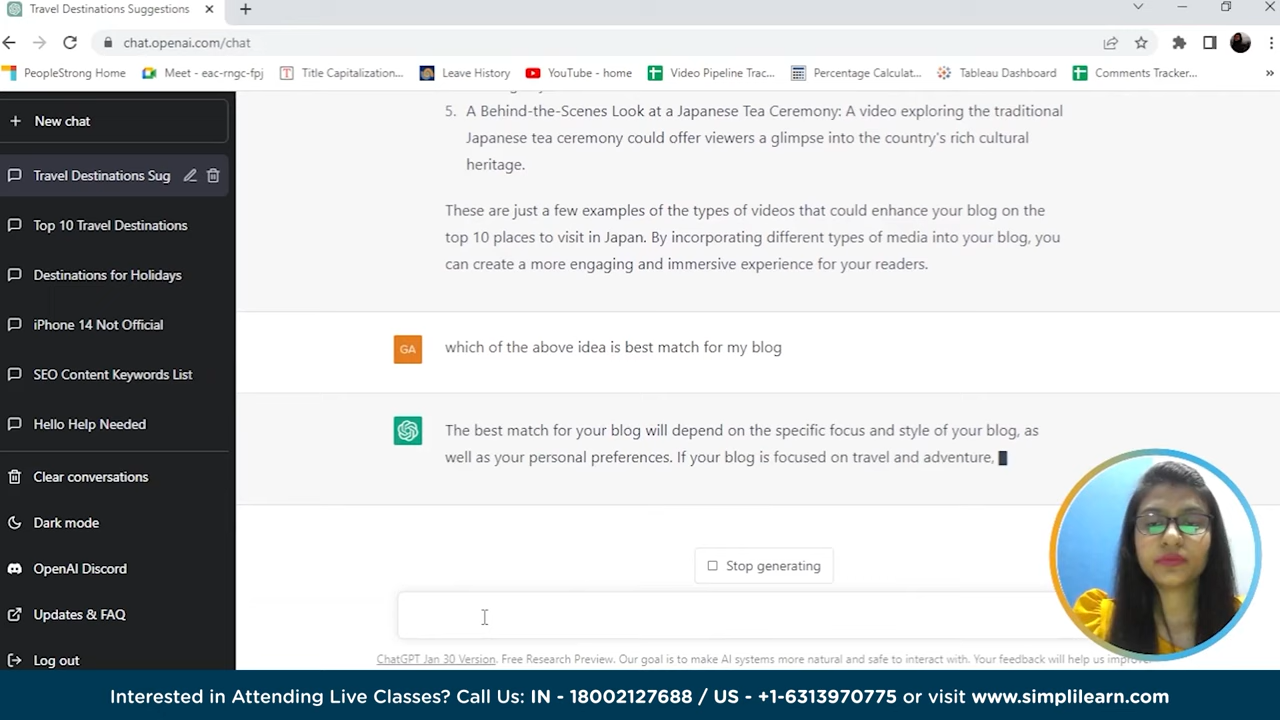 Travel Destinations Suggestions
chat.openai.com/chat
PeopleStrong Home
Meet - eac-rngc-fpj
Title Capitalization...
Leave History
YouTube - home
Video Pipeline Trac...
Percentage Calculat...
Tableau Dashboard
Comments Tracker...
»
New chat
Travel Destinations Sug
Top 10 Travel Destinations
Destinations for Holidays
iPhone 14 Not Official
SEO Content Keywords List
Hello Help Needed
Clear conversations
Dark mode
OpenAI Discord
Updates & FAQ
Log out
5. A Behind-the-Scenes Look at a Japanese Tea Ceremony: A video exploring the traditional
Japanese tea ceremony could offer viewers a glimpse into the country's rich cultural
heritage.
These are just a few examples of the types of videos that could enhance your blog on the
top 10 places to visit in Japan. By incorporating different types of media into your blog, you
can create a more engaging and immersive experience for your readers.
GA
which of the above idea is best match for my blog
The best match for your blog will depend on the specific focus and style of your blog, as
well as your personal preferences. If your blog is focused on travel and adventure,
Stop generating
ChatGPT Jan 30 Version. Free Research Preview. Our goal is to make AI systems more natural and safe to interact with. Your feedback will help us
Interested in Attending Live Classes? Call Us: IN - 18002127688 / US - +1-6313970775 or visit www.simplilearn.com